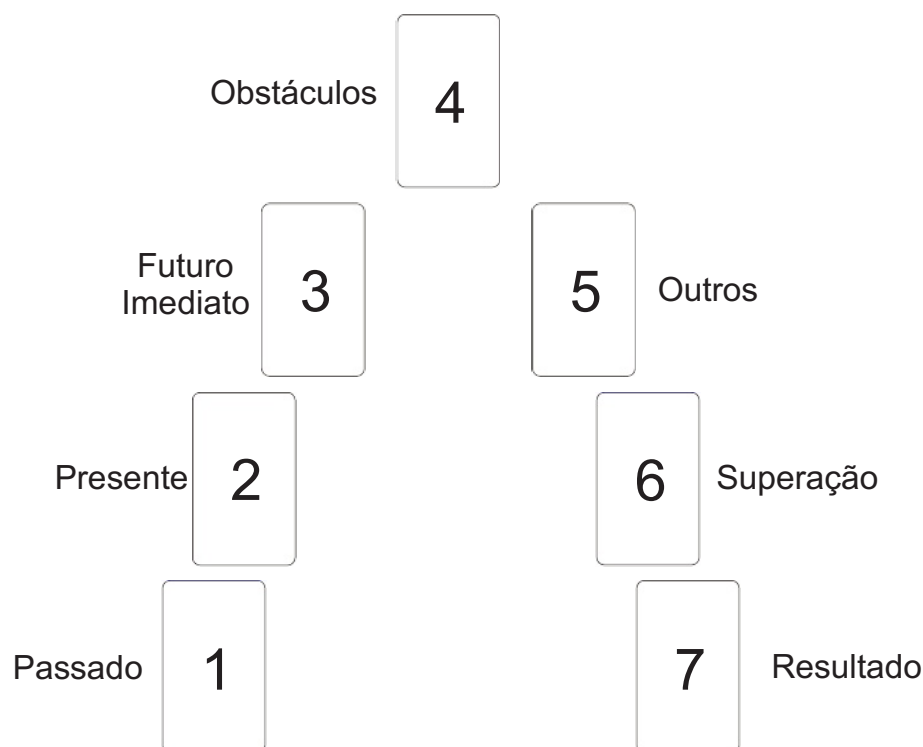 Obstáculos
4
Futuro
Imediato
3
5
Outros
Presente
2
6
Superação
Passado
1
7
Resultado